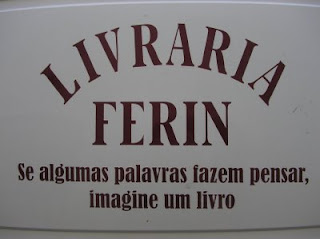 LIVRARIA
FERIN
Se algumas palavras fazem pensar,
imagine um livro